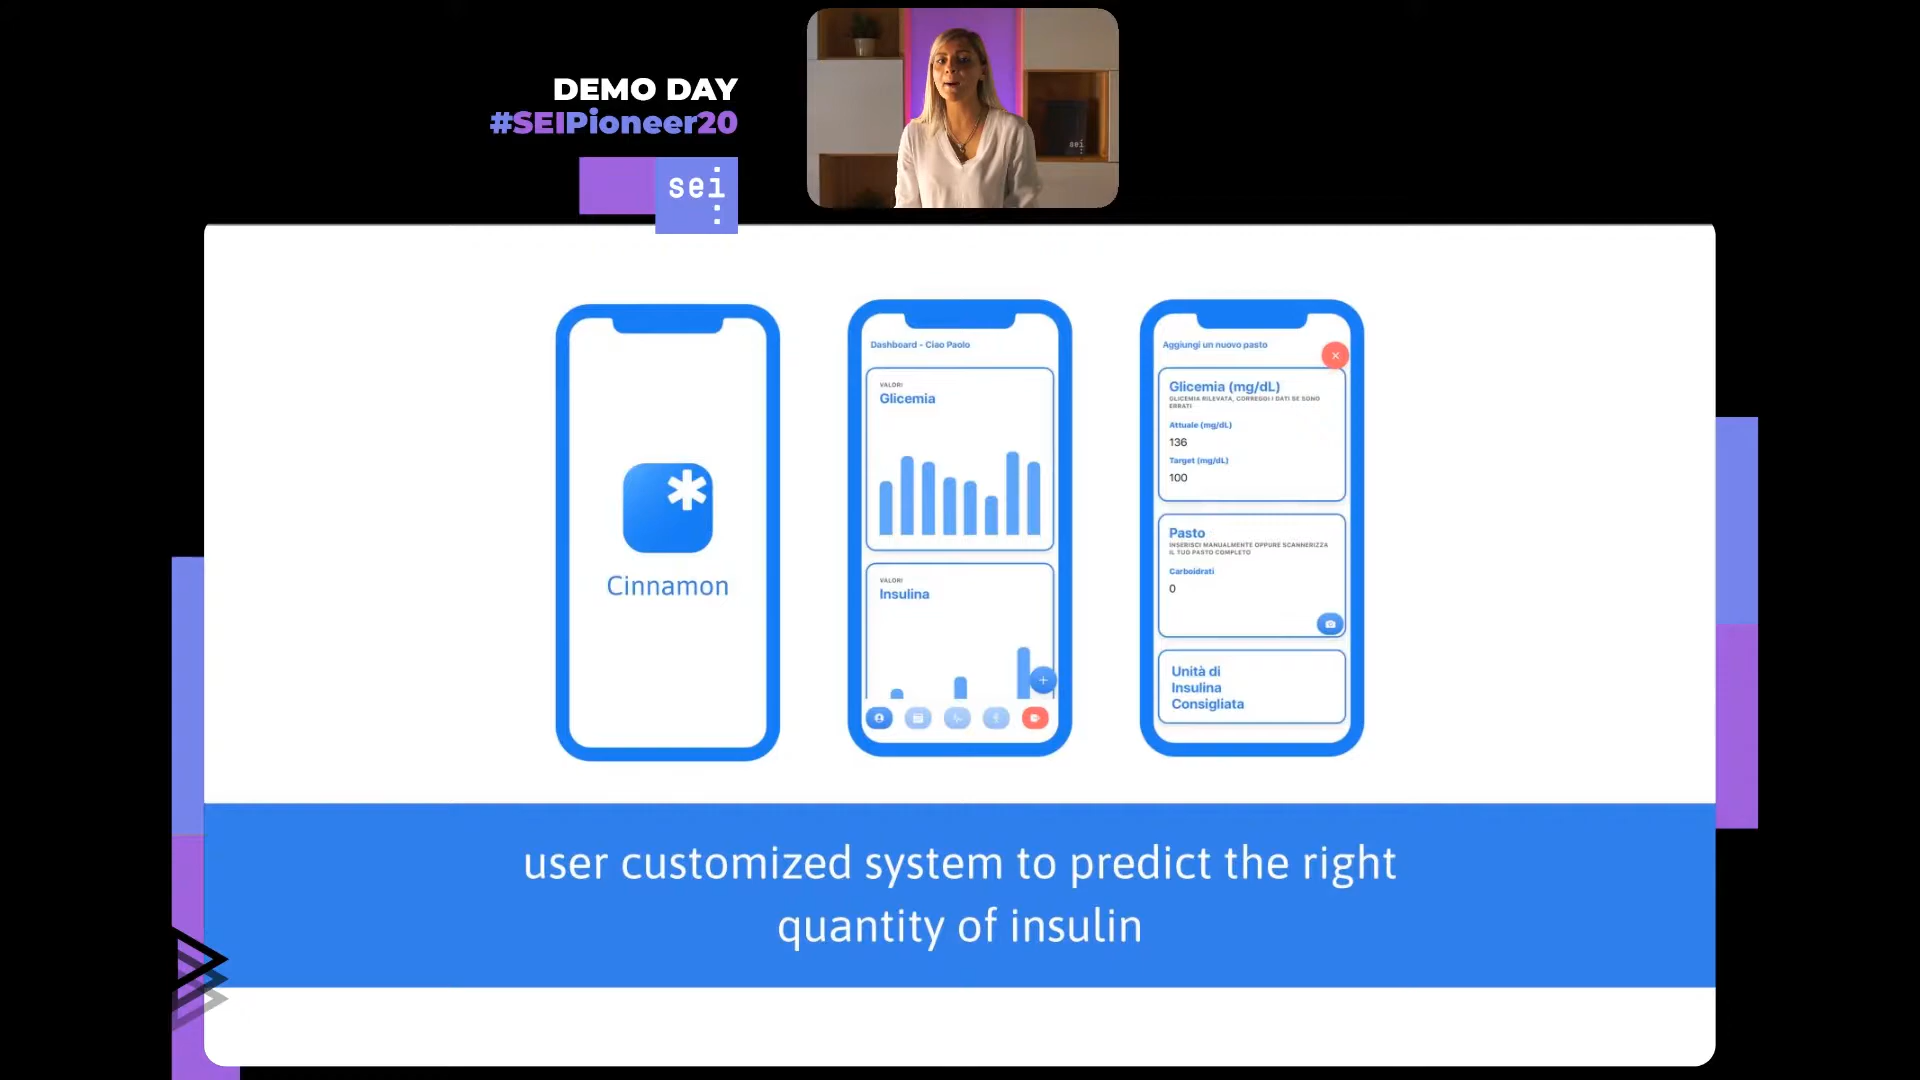 DEMO DAY
#SEIPioneer20
sei
sei
Cinnamon
Dashboard - Ciao Paolo
VALORI
Glicemia
VALORI
Insulina
Aggiungi un nuovo pasto
Glicemia (mg/dL)
GLICEMIA RILEVATA, CORREGGI I DATI SE SONO
ERRATI
Attuale (mg/dL)
136
Target (mg/dL)
100
Pasto
INSERISCI MANUALMENTE OPPURE SCANNERIZZA
IL TUO PASTO COMPLETO
Carboidrati
0
Unità di
Insulina
Consigliata
user customized system to predict the right
quantity of insulin